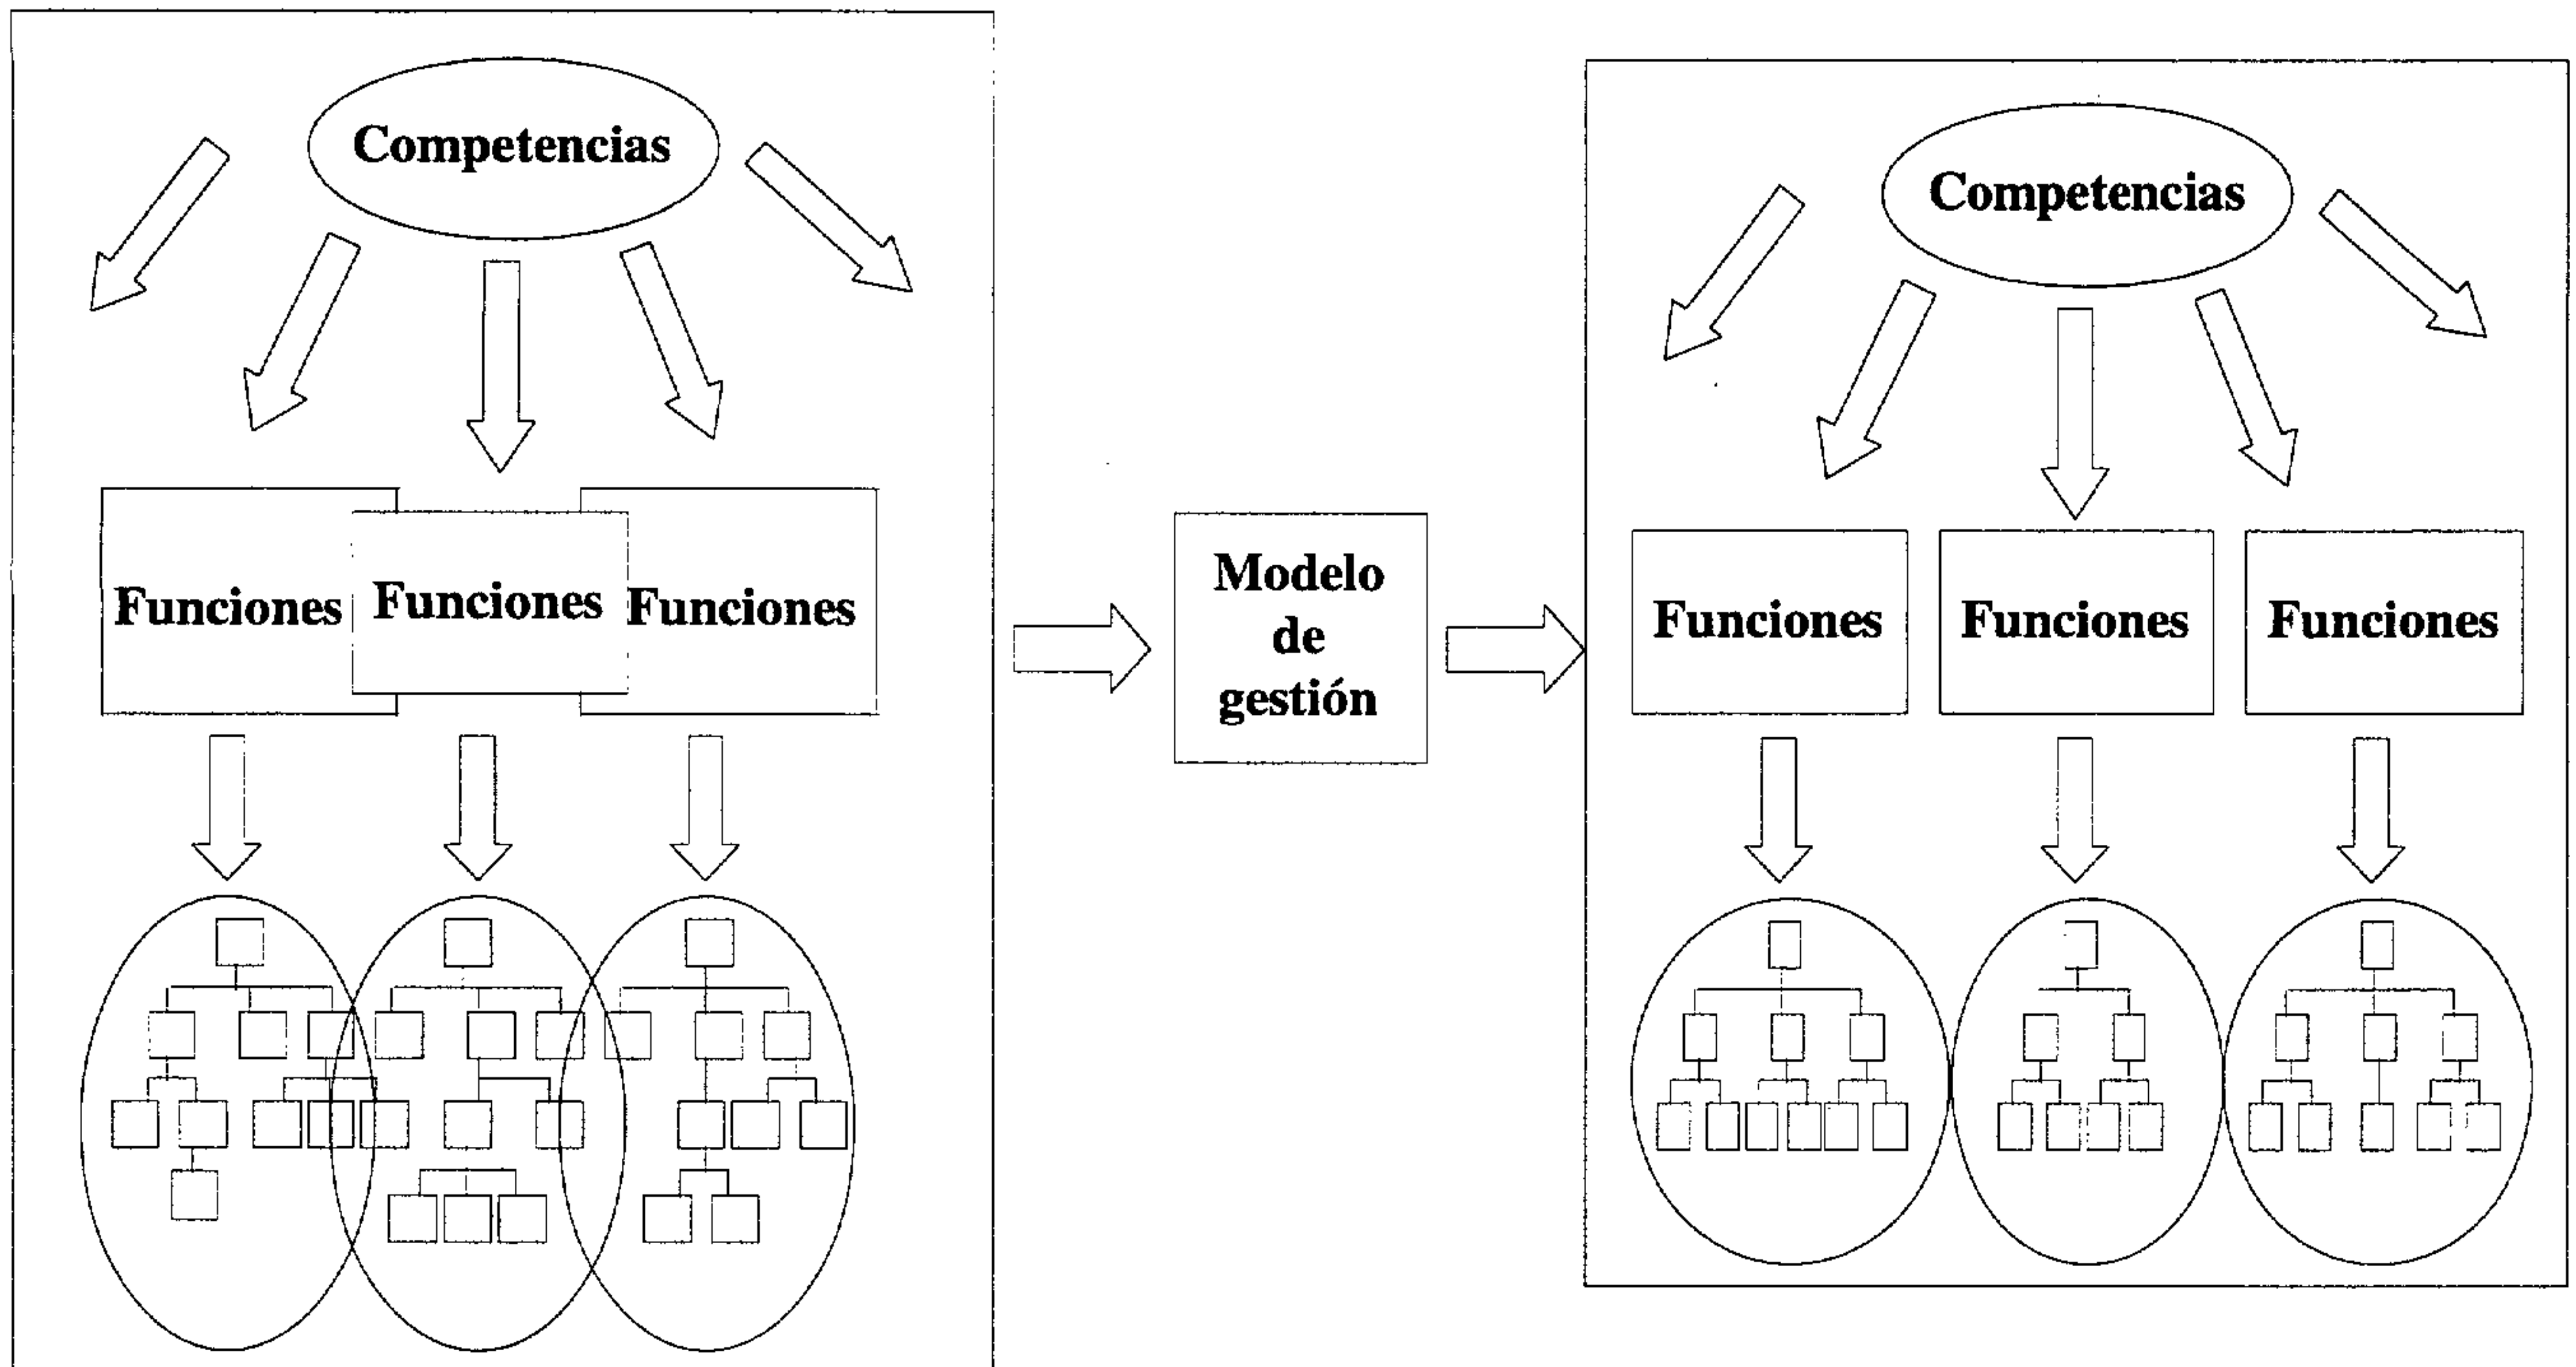 Competencias
Funciones
Funciones
Funciones
Modelo
de
gestión
Competencias
Funciones
Funciones
Funciones